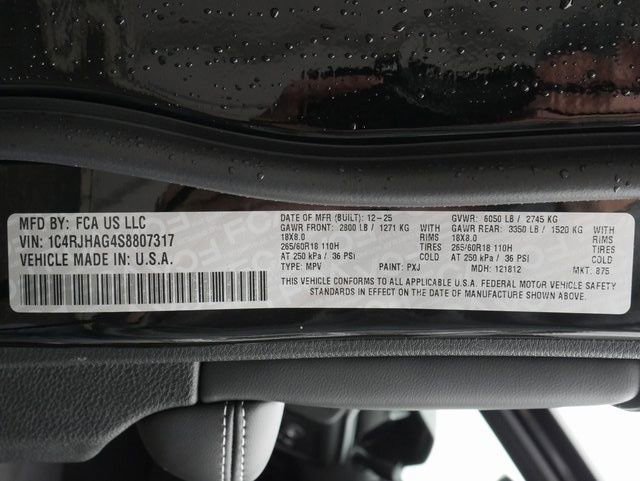 MFD BY: FCA US LLC
VIN: 1C4RJHAG4S8807317
VEHICLE MADE IN U.S.A.
DATE OF MFR (BUILT): 12-25 GVWR: 6050 LB / 2745 KG
GAWR FRONT: 2800 LB / 1271 KG WITH GAWR REAR: 3350 LB / 1520 KG WITH
18X8.0 RIMS 18X8.0 RIMS
265/60R18 110H TIRES 265/60R18 110H TIRES
AT 250 kPa / 36 PSI COLD AT 250 kPa / 36 PSI COLD
TYPE: MPV PAINT: PXJ MDH: 121812 MKT: 875
THIS VEHICLE CONFORMS TO ALL APPLICABLE U.S.A. FEDERAL MOTOR VEHICLE SAFETY
STANDARDS IN EFFECT ON THE DATE OF MANUFACTURE SHOWN ABOVE.